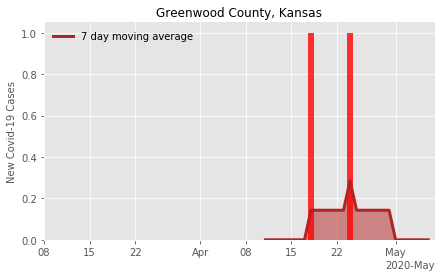 Greenwood County, Kansas
7 day moving average
New Covid-19 Cases
1.0
0.8
0.6
0.4
0.2
0.0
08 15 22 Apr 08 15 22 May
2020-May